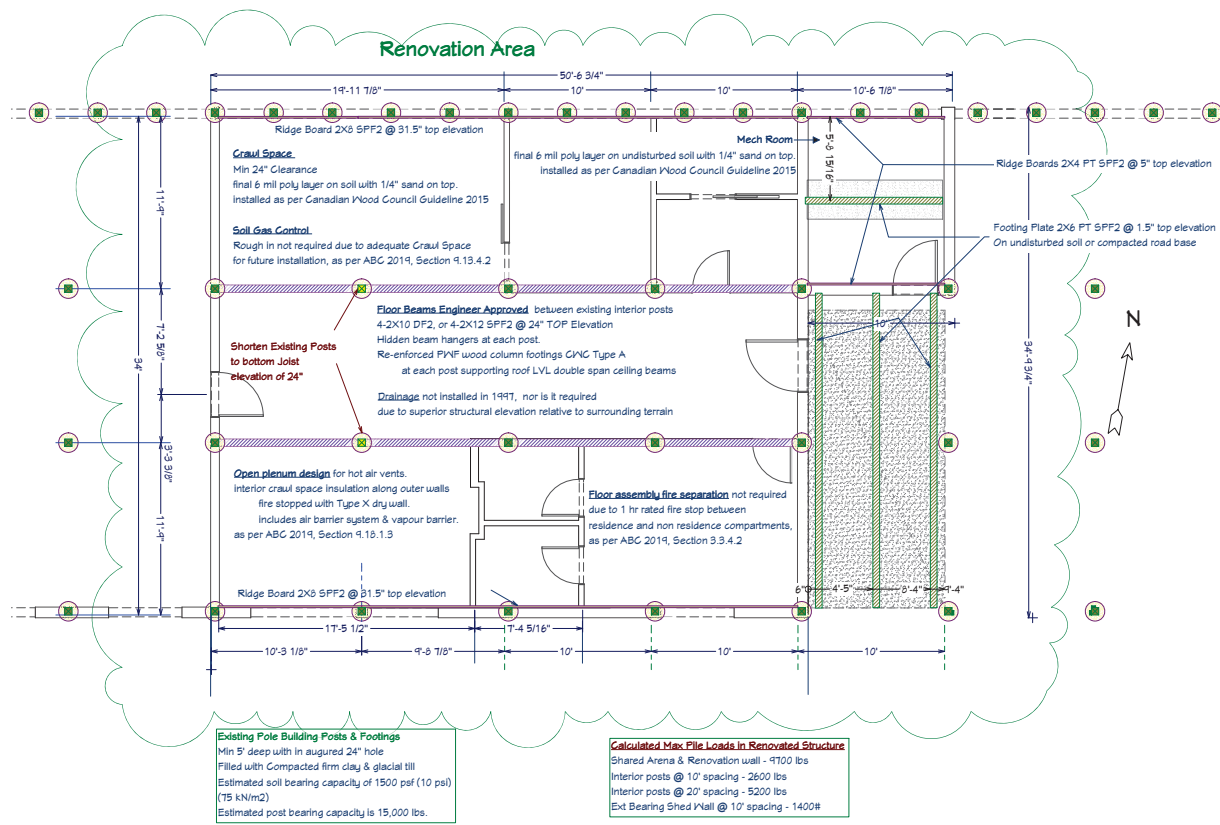 Renovation Area
50'-6 3/4"
19'-11 7/8"
10'
10'
10'-6 7/8"
Ridge Board 2X8 SPF2 @ 31.5" top elevation
Crawl Space
Min 24" Clearance
final 6 mil poly layer on soil with 1/4" sand on top.
installed as per Canadian Wood Council Guideline 2015
Soil Gas Control
Rough in not required due to adequate Crawl Space
for future installation, as per ABC 2019, Section 9.13.4.2
Mech Room
final 6 mil poly layer on undisturbed soil with 1/4" sand on top.
installed as per Canadian Wood Council Guideline 2015
5'-8 15/16"
Ridge Boards 2X4 PT SPF2 @ 5" top elevation
Footing Plate 2X6 PT SPF2 @ 1.5" top elevation
On undisturbed soil or compacted road base
11'-9"
7'-2 5/8"
34'
3'-3 3/8"
11'-9"
Shorten Existing Posts
to bottom Joist
elevation of 24"
Floor Beams Engineer Approved between existing interior posts
4-2X10 DF2, or 4-2X12 SPF2 @ 24" TOP Elevation
Hidden beam hangers at each post.
Re-enforced PWF wood column footings CWC Type A
at each post supporting roof LVL double span ceiling beams
Drainage not installed in 1997, nor is it required
due to superior structural elevation relative to surrounding terrain
10'
34'-9 3/4"
N
Open plenum design for hot air vents.
interior crawl space insulation along outer walls
fire stopped with Type X dry wall.
includes air barrier system & vapour barrier.
as per ABC 2019, Section 9.18.1.3
Floor assembly fire separation not required
due to 1 hr rated fire stop between
residence and non residence compartments,
as per ABC 2019, Section 3.3.4.2
Ridge Board 2X8 SPF2 @ 31.5" top elevation
6"
4'-5"
1'-4"
17'-5 1/2"
7'-4 5/16"
10'-3 1/8"
9'-8 7/8"
10'
10'
10'
Existing Pole Building Posts & Footings
Min 5' deep with in augured 24" hole
Filled with Compacted firm clay & glacial till
Estimated soil bearing capacity of 1500 psf (10 psi)
(75 kN/m2)
Estimated post bearing capacity is 15,000 lbs.
Calculated Max Pile Loads in Renovated Structure
Shared Arena & Renovation wall - 9700 lbs
Interior posts @ 10' spacing - 2600 lbs
Interior posts @ 20' spacing - 5200 lbs
Ext Bearing Shed Wall @ 10' spacing - 1400#